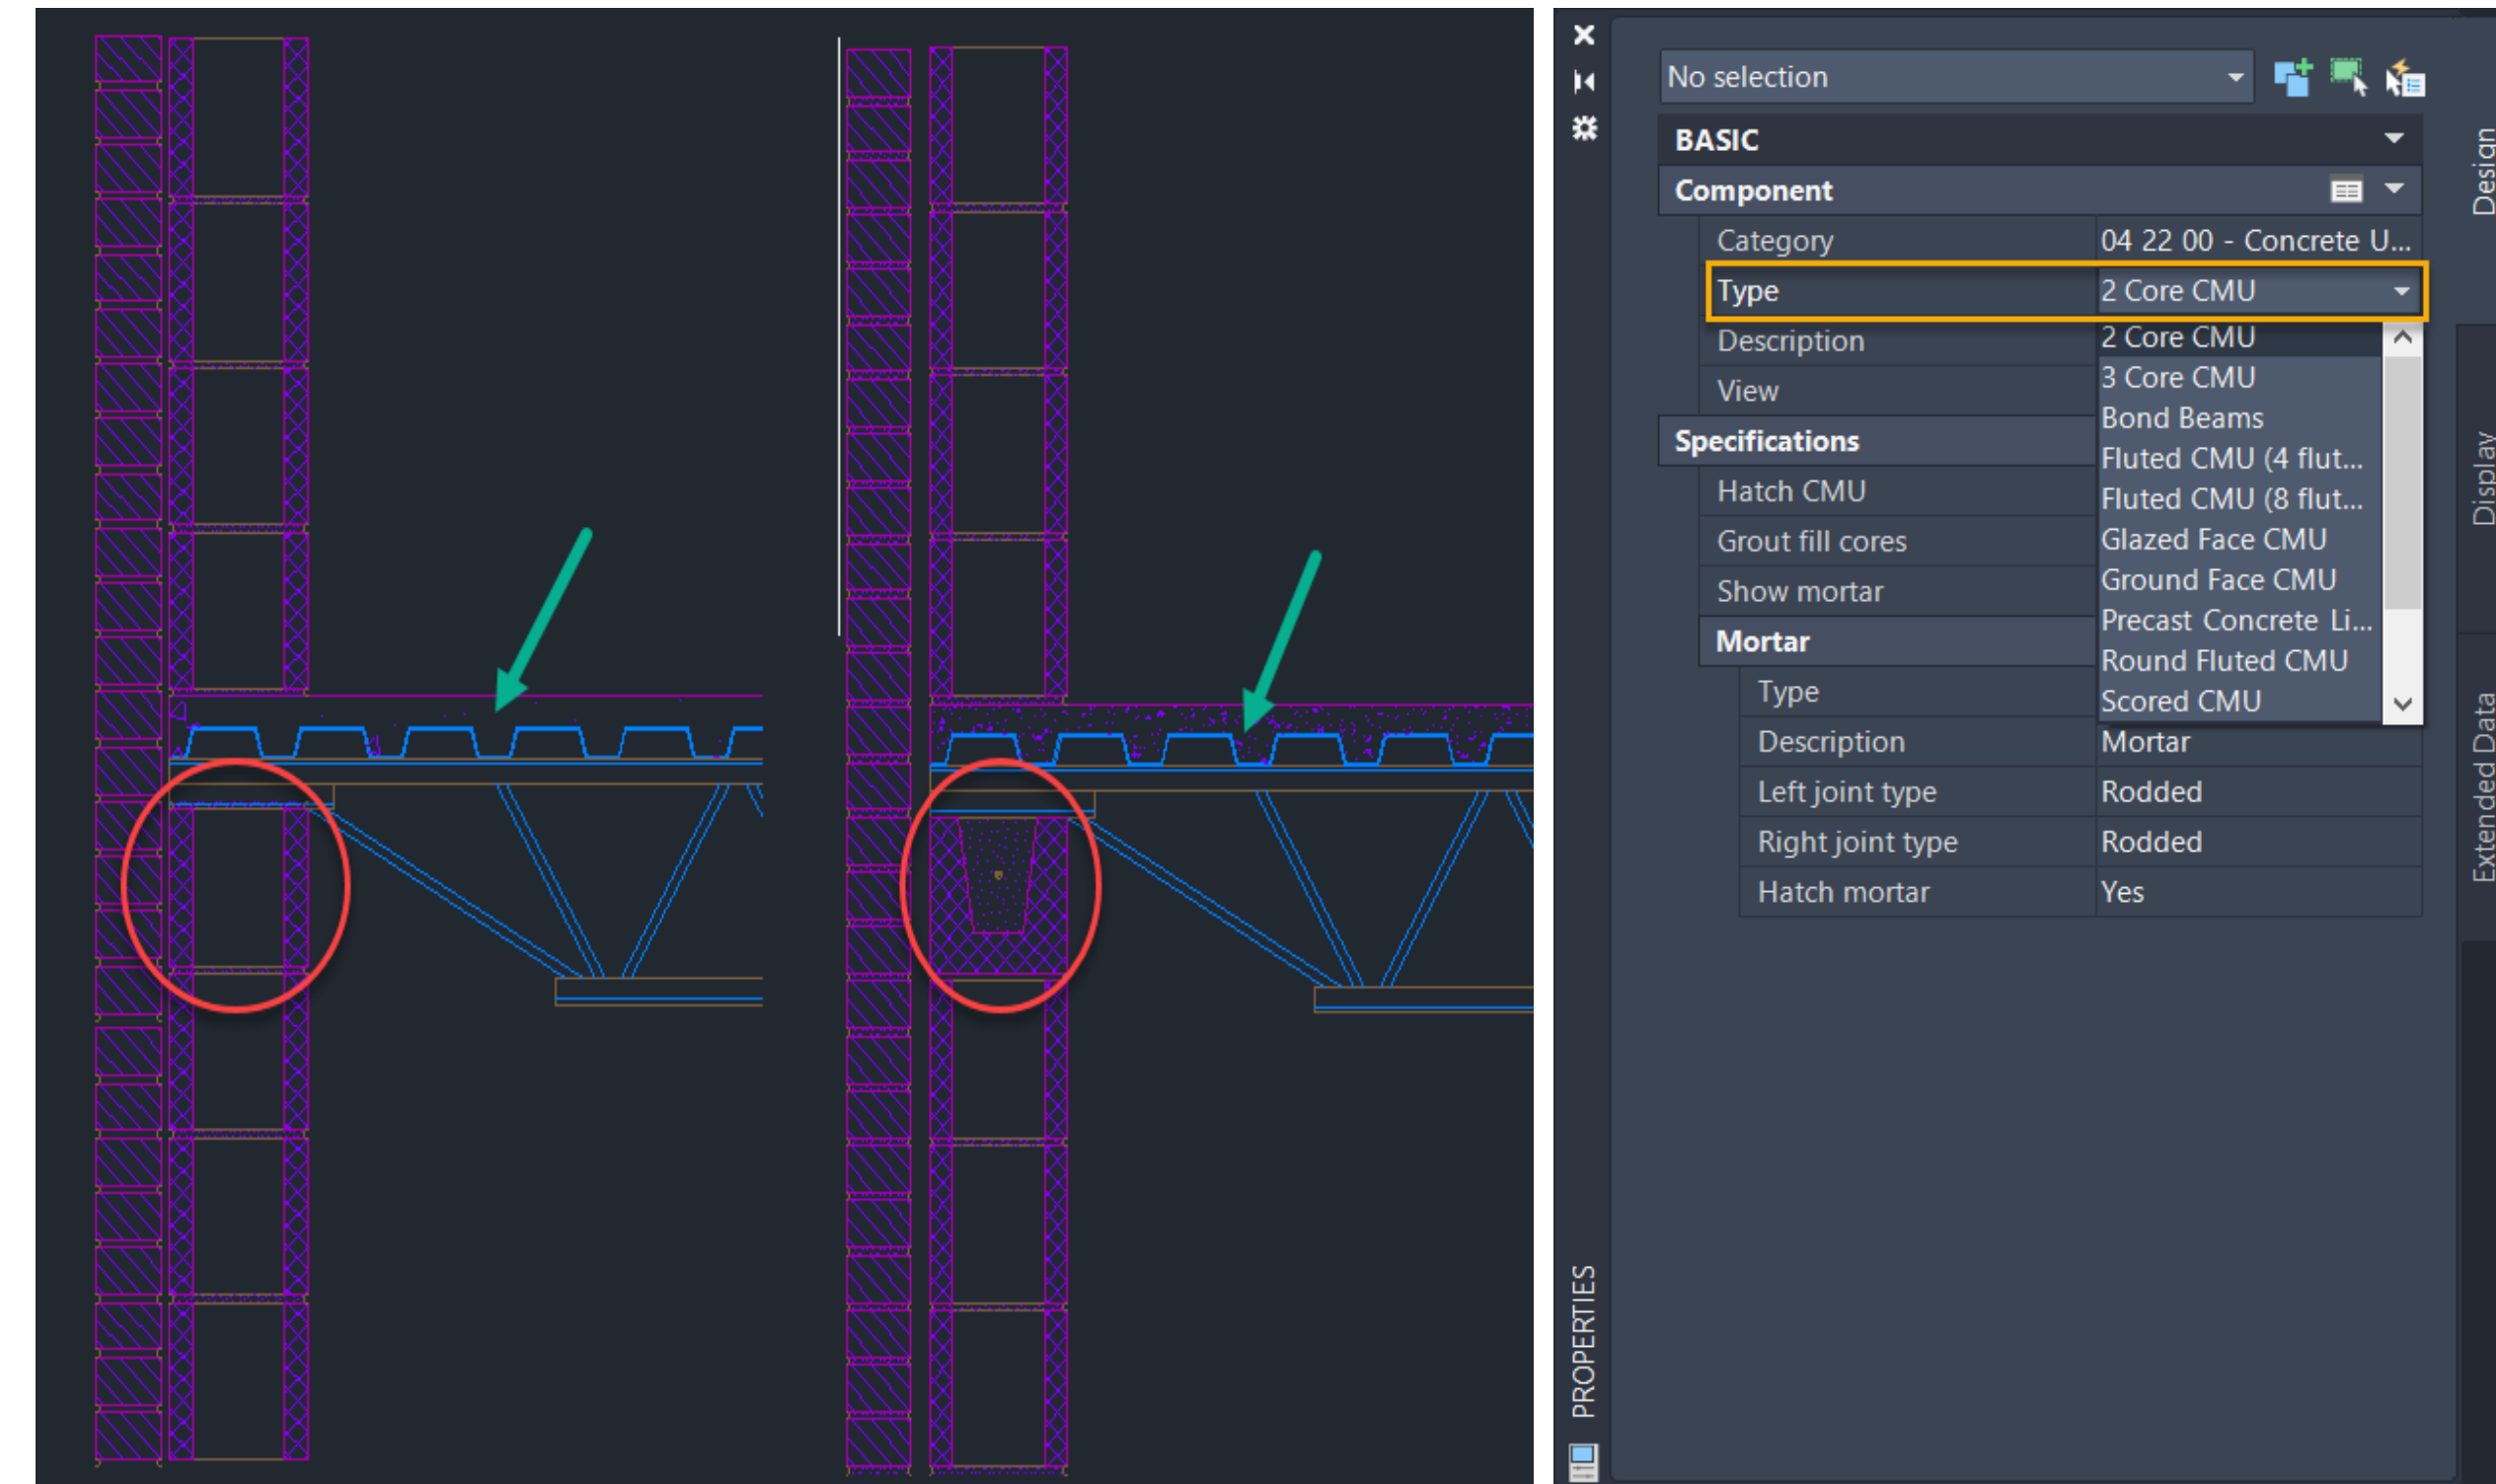 No selection
BASIC
Component
Category 04 22 00 - Concrete U...
Type 2 Core CMU
Description 2 Core CMU
3 Core CMU
View
Bond Beams
Specifications
Fluted CMU (4 flut...
Hatch CMU
Fluted CMU (8 flut...
Grout fill cores
Glazed Face CMU
Ground Face CMU
Show mortar
Precast Concrete Li...
Mortar
Round Fluted CMU
Type
Scored CMU
Description Mortar
Left joint type Rodded
Right joint type Rodded
Hatch mortar Yes
Design
Display
Extended Data
PROPERTIES